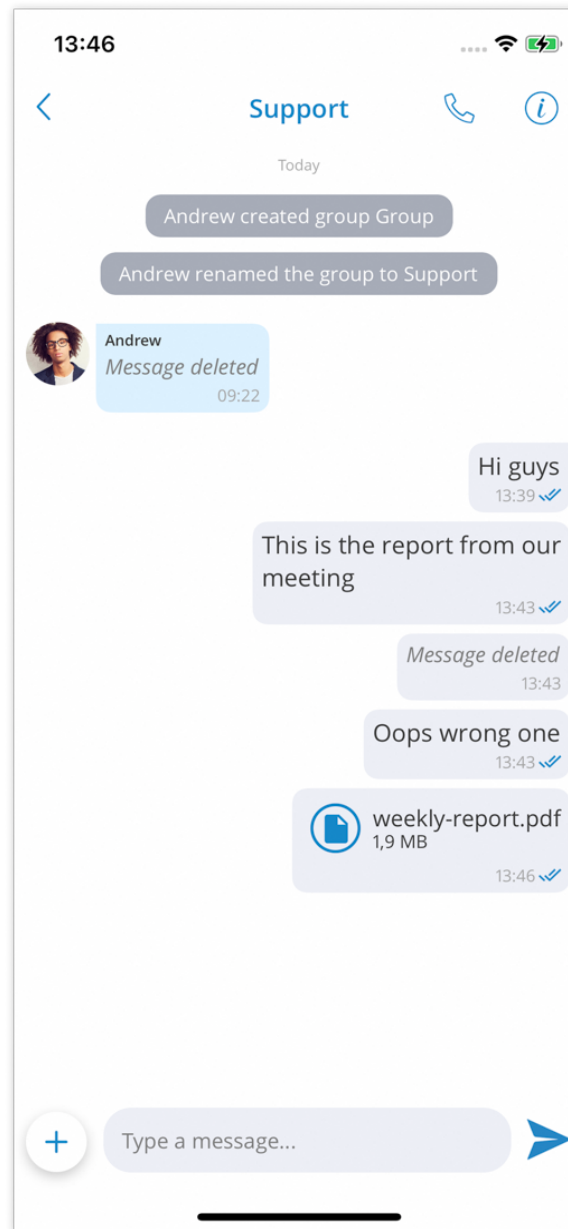 13:46
Support
Today
Andrew created group Group
Andrew renamed the group to Support
Andrew
Message deleted
09:22
Hi guys
13:39
This is the report from our
meeting
13:43
Message deleted
13:43
Oops wrong one
13:43
weekly-report.pdf
1,9 MB
13:46
Type a message...